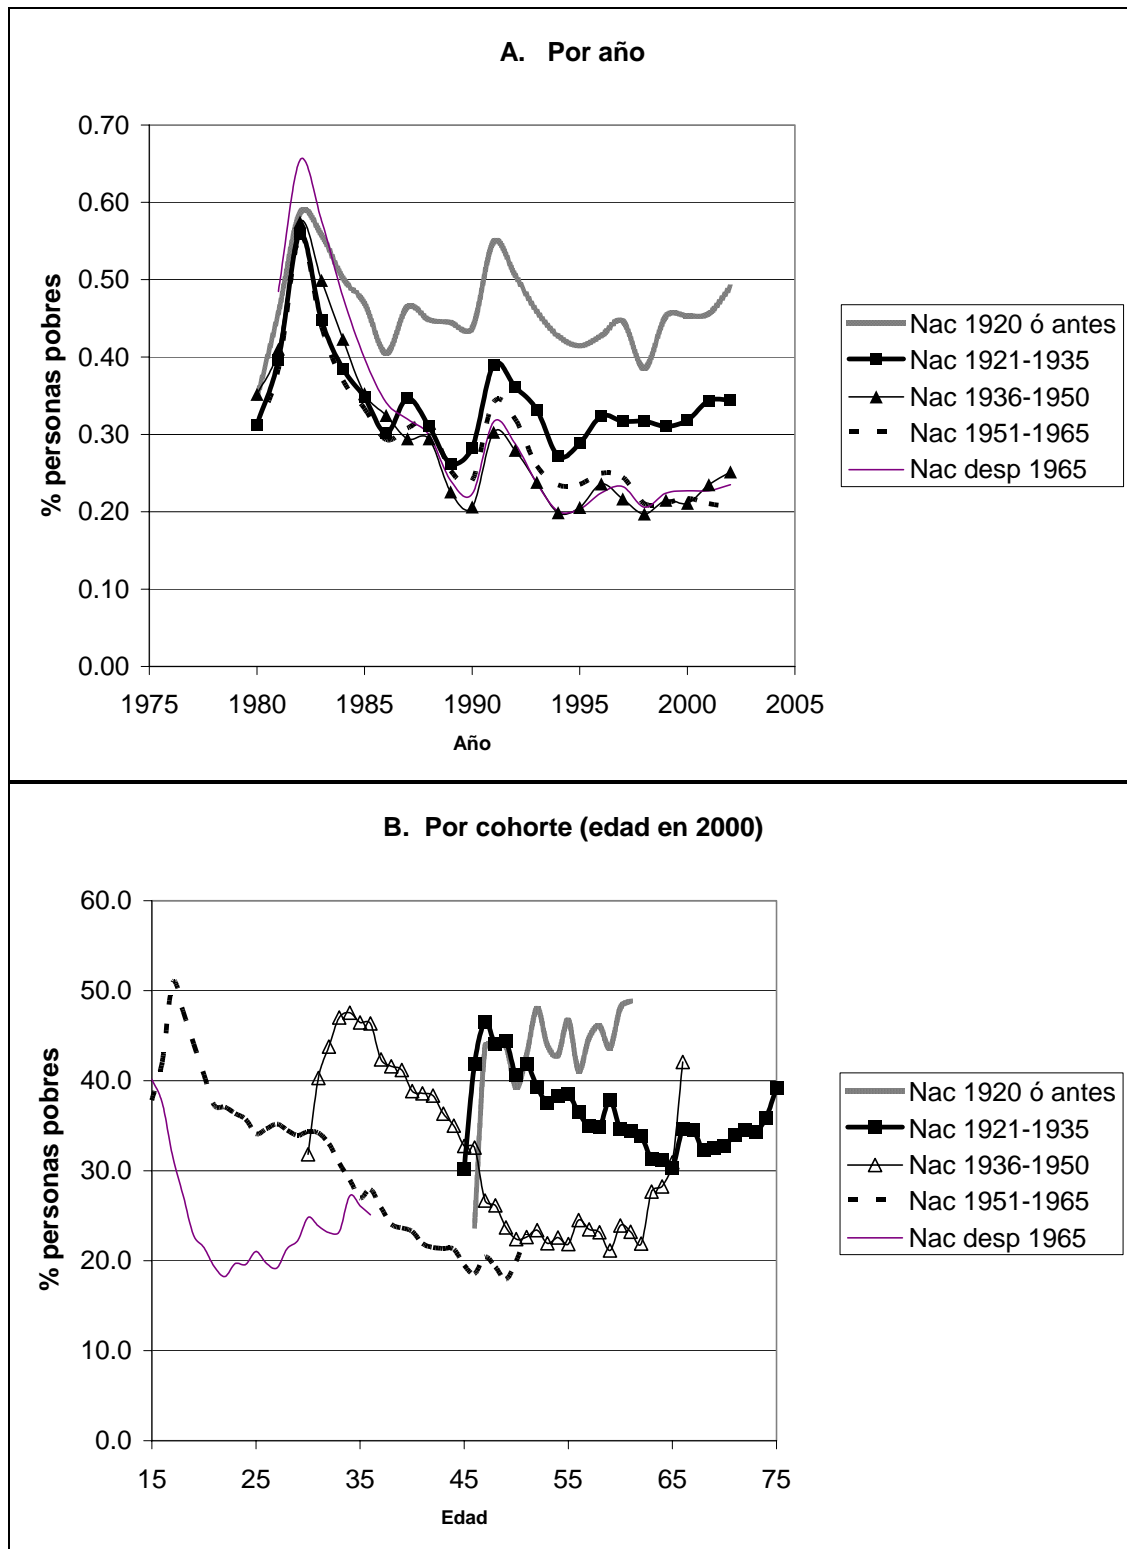 A. Por año
% personas pobres
0.70
0.60
0.50
0.40
0.30
0.20
0.10
0.00
1975 1980 1985 1990 1995 2000 2005
Año
Nac 1920 ó antes
Nac 1921-1935
Nac 1936-1950
Nac 1951-1965
Nac desp 1965
B. Por cohorte (edad en 2000)
% personas pobres
60.0
50.0
40.0
30.0
20.0
10.0
0.0
15 25 35 45 55 65 75
Edad
Nac 1920 ó antes
Nac 1921-1935
Nac 1936-1950
Nac 1951-1965
Nac desp 1965